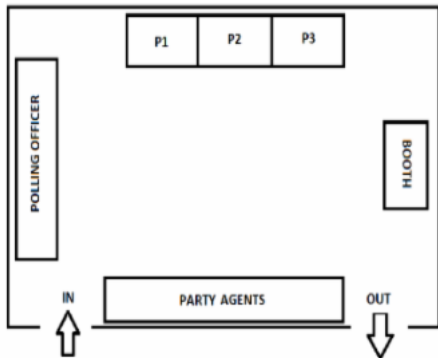 P1
P2
P3
POLLING OFFICER
BOOTH
IN
PARTY AGENTS
OUT